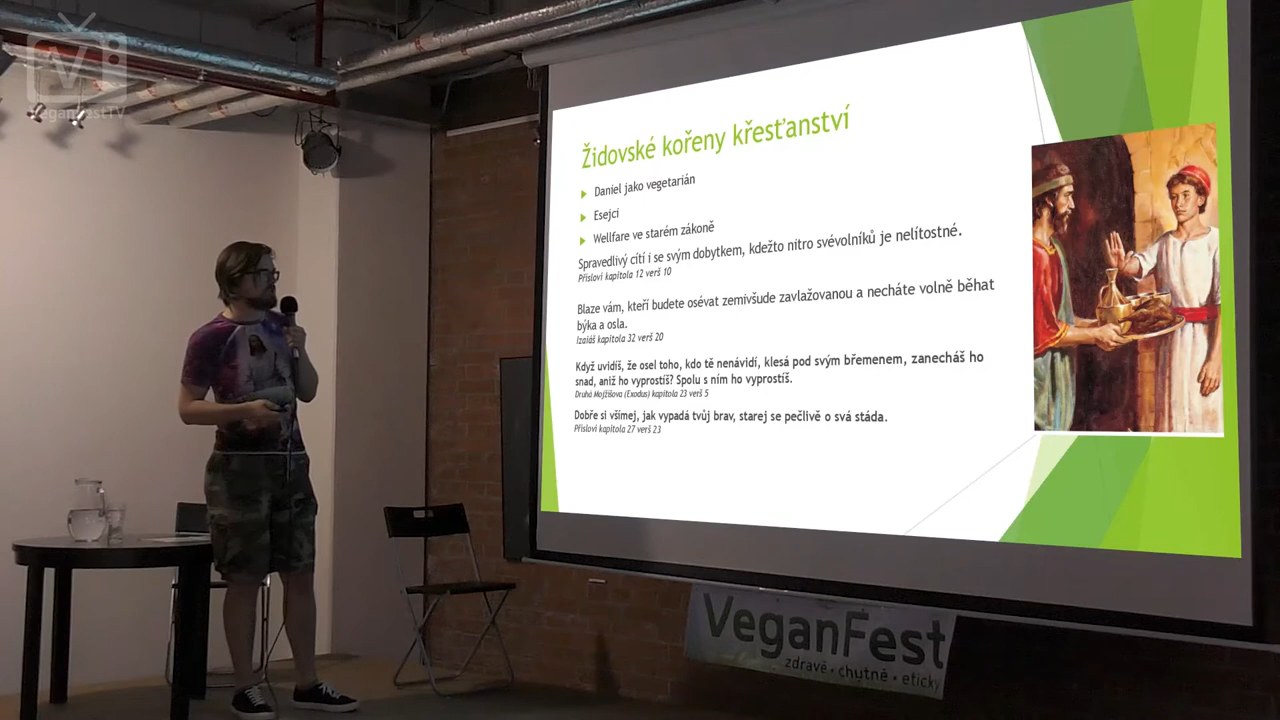 V
VeganFestTV
Židovské kořeny křesťanství
Daniel jako vegetarián
Esejci
Wellfare ve starém zákoně
Spravedlivý cítí i se svým dobytkem, kdežto nitro svévolníků je nelítostné.
Přísloví kapitola 12 verš 10
Blaze vám, kteří budete osévat zemivšude zavlažovanou a necháte volně běhat
býka a osla.
Izaiáš kapitola 32 verš 20
Když uvidíš, že osel toho, kdo tě nenávidí, klesá pod svým břemenem, zanecháš ho
snad, aniž ho vyprostíš? Spolu s ním ho vyprostíš.
Druhá Mojžíšova (Exodus) kapitola 23 verš 5
Dobře si všímej, jak vypadá tvůj brav, starej se pečlivě o svá stáda.
Přísloví kapitola 27 verš 23
VeganFest
zdravě • chutně • eticky